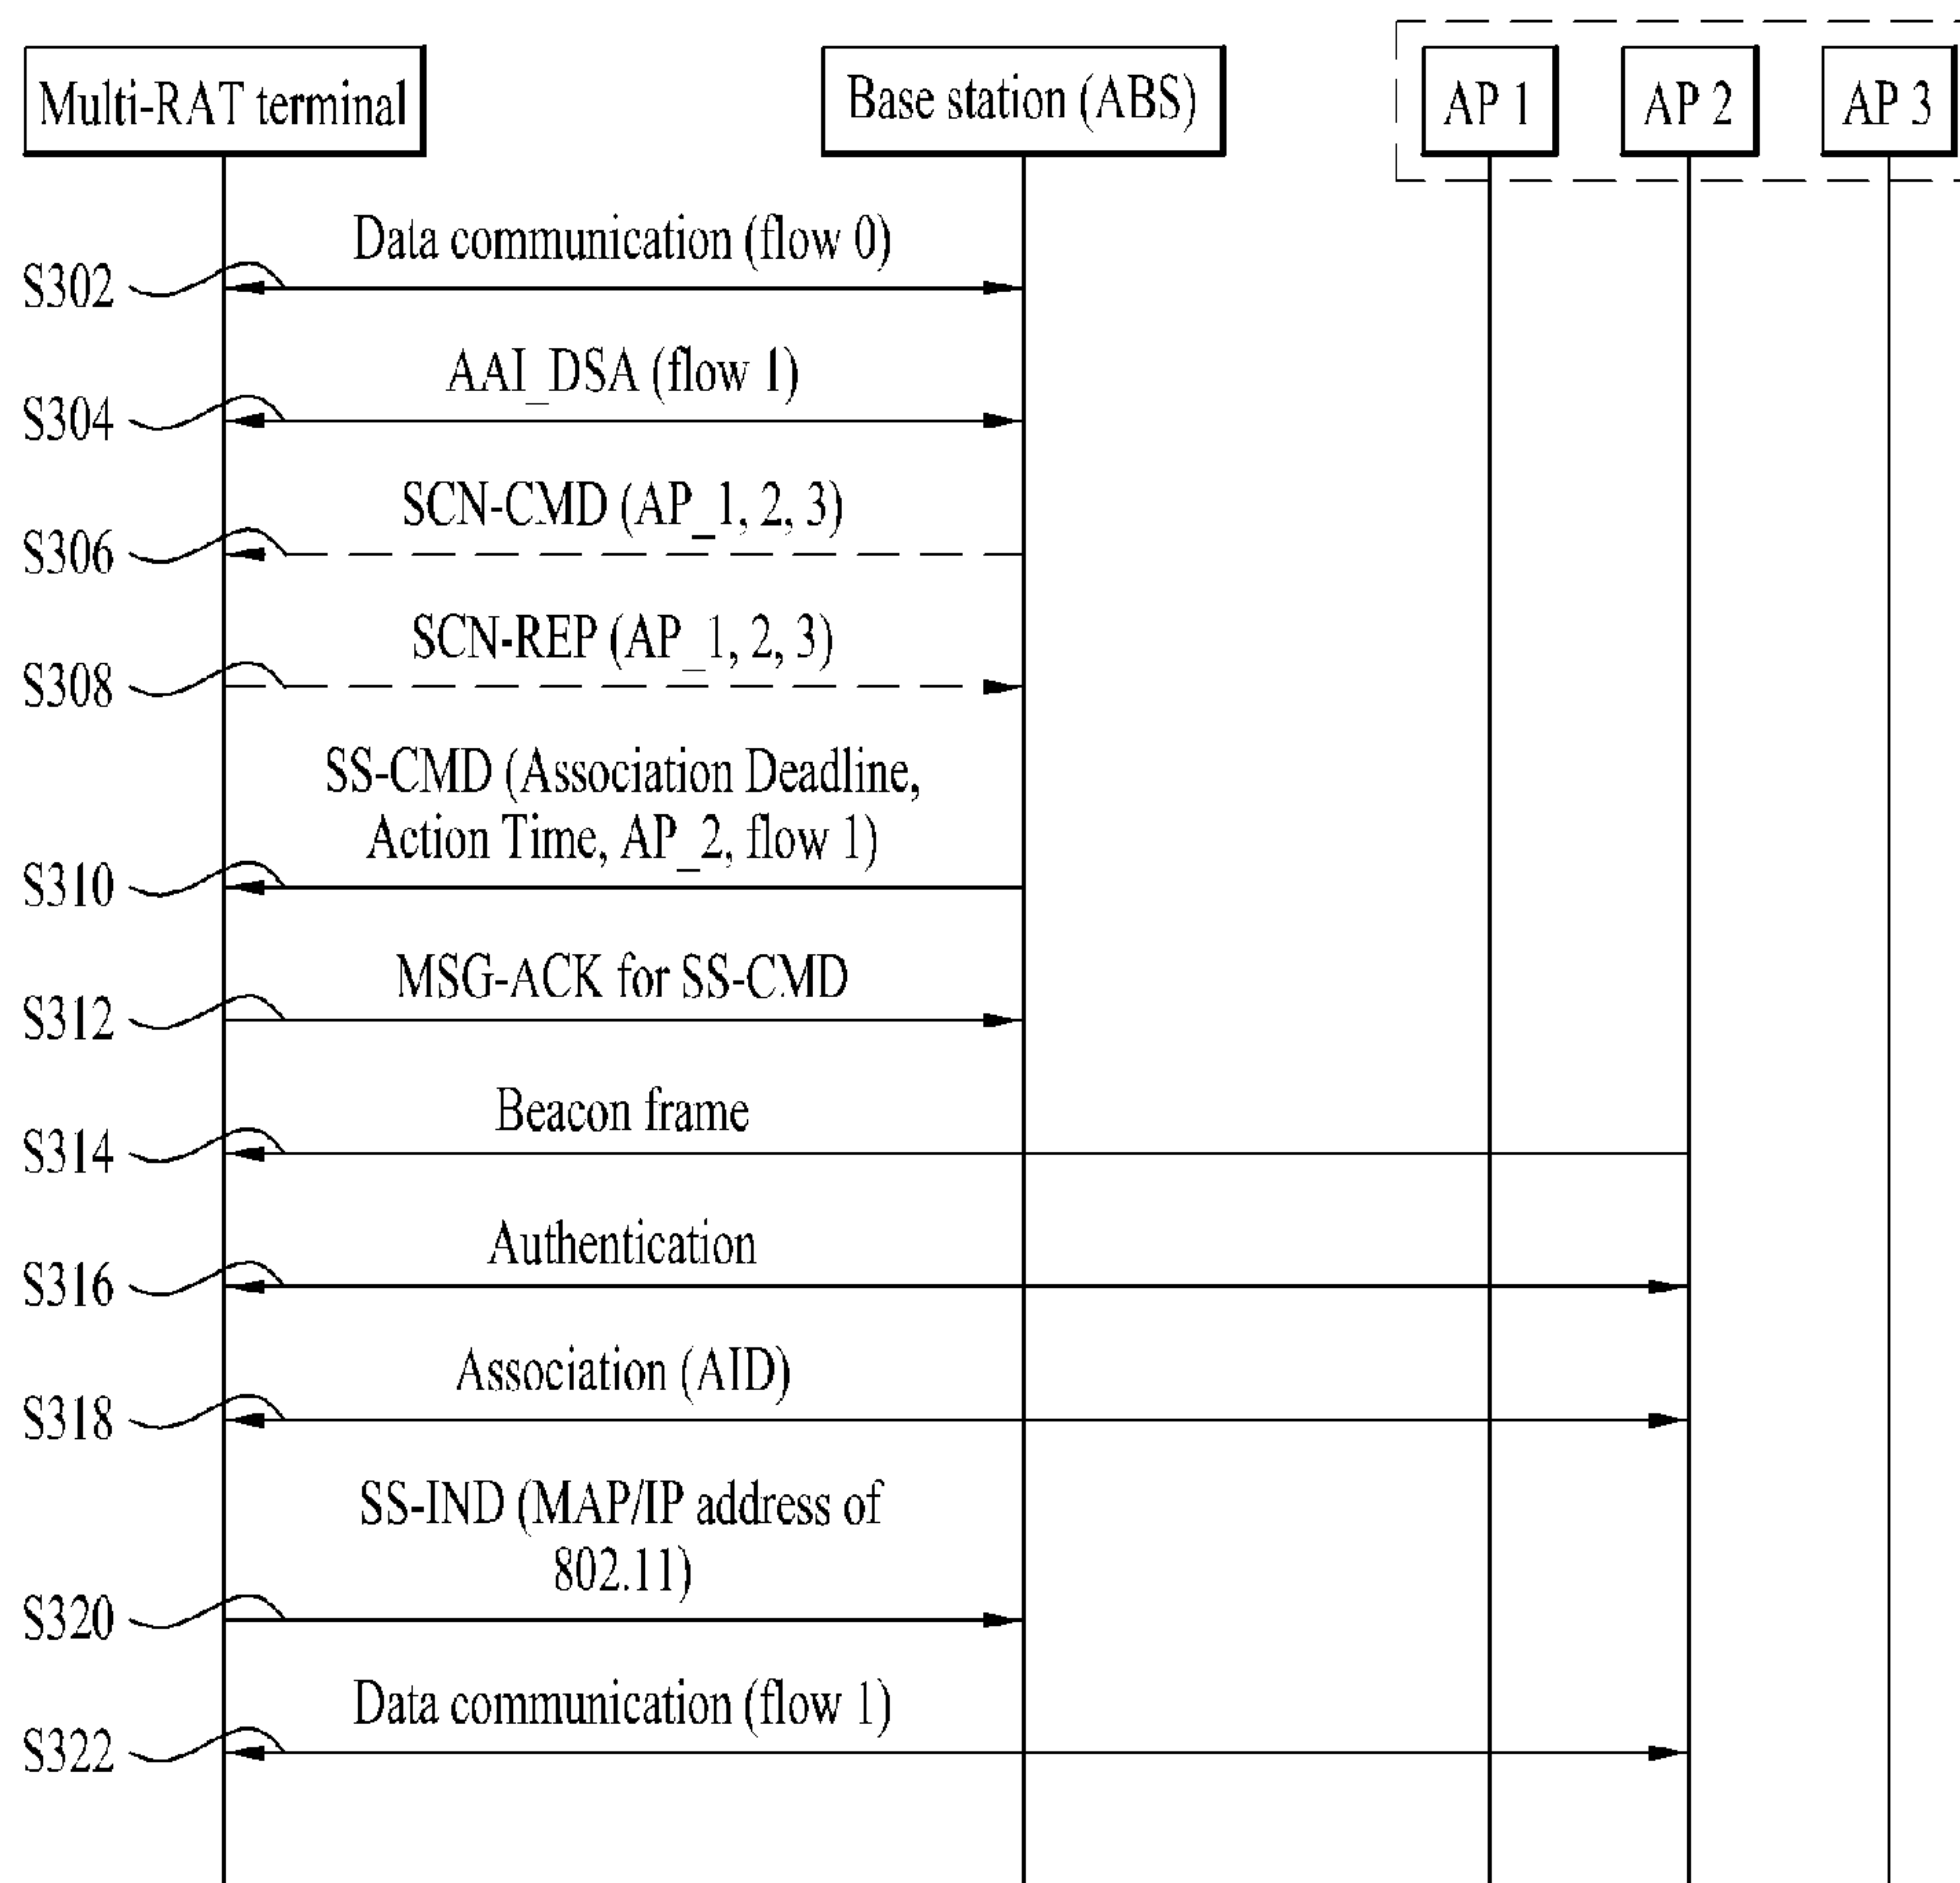 Multi-RAT terminal
Base station (ABS)
AP 1
AP 2
AP 3
Data communication (flow 0)
S302
AAI_DSA (flow 1)
S304
SCN-CMD (AP_1, 2, 3)
S306
SCN-REP (AP_1, 2, 3)
S308
SS-CMD (Association Deadline,
Action Time, AP_2, flow 1)
S310
MSG-ACK for SS-CMD
S312
Beacon frame
S314
Authentication
S316
Association (AID)
S318
SS-IND (MAP/IP address of
802.11)
S320
Data communication (flow 1)
S322